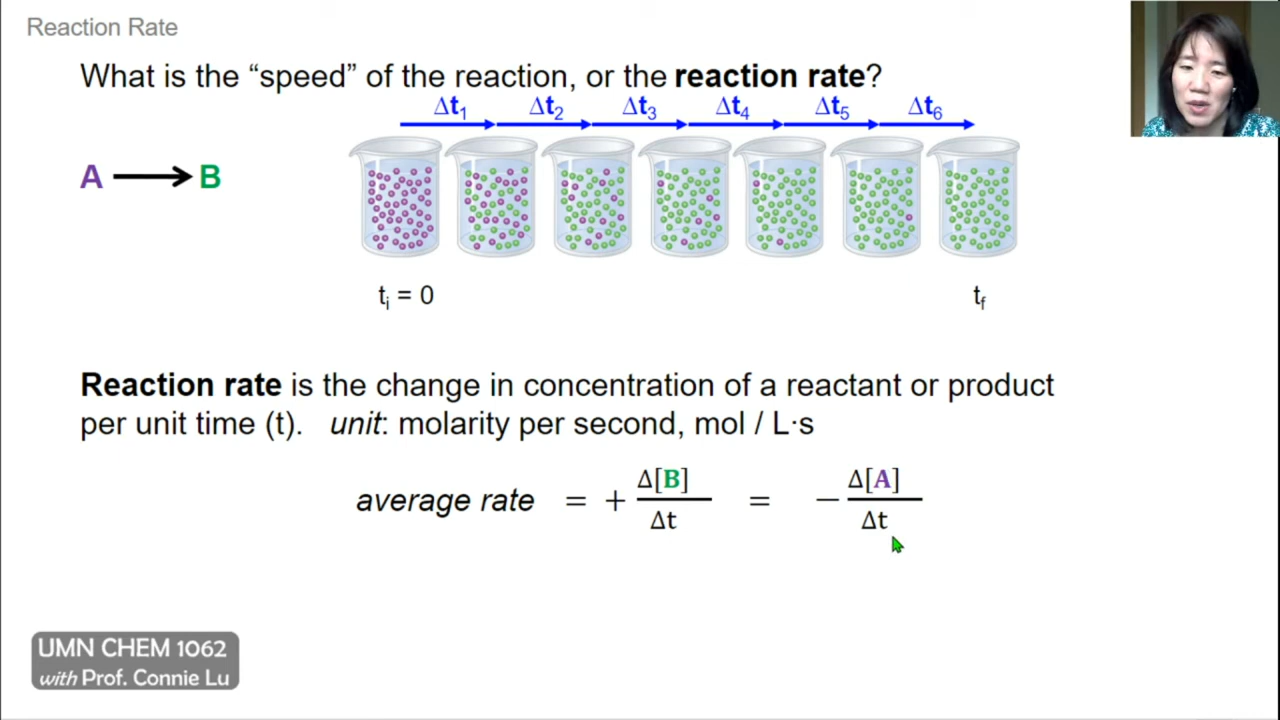 Reaction Rate
What is the “speed” of the reaction, or the reaction rate?
Δt₁ Δt₂ Δt₃ Δt₄ Δt₅ Δt₆
A ⟶ B
tᵢ = 0 t_f
Reaction rate is the change in concentration of a reactant or product
per unit time (t). unit: molarity per second, mol / L·s
average rate = + Δ[B]/Δt = − Δ[A]/Δt
UMN CHEM 1062
with Prof. Connie Lu